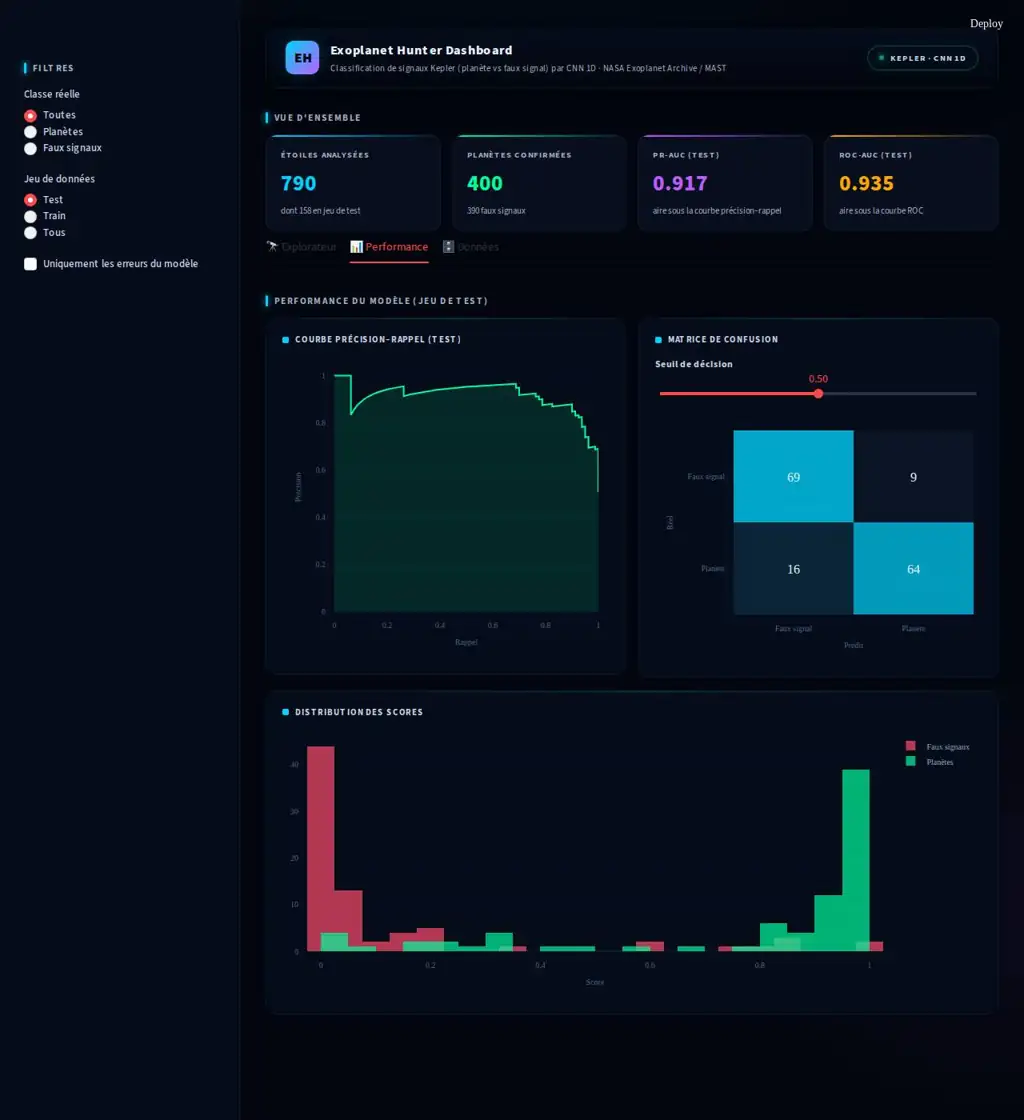 Deploy
EH
Exoplanet Hunter Dashboard
Classification de signaux Kepler (planète vs faux signal) par CNN 1D · NASA Exoplanet Archive / MAST
KEPLER · CNN 1D
FILTRES
Classe réelle
Toutes
Planètes
Faux signaux
Jeu de données
Test
Train
Tous
Uniquement les erreurs du modèle
VUE D'ENSEMBLE
ÉTOILES ANALYSÉES
790
dont 158 en jeu de test
PLANÈTES CONFIRMÉES
400
390 faux signaux
PR-AUC (TEST)
0.917
aire sous la courbe précision-rappel
ROC-AUC (TEST)
0.935
aire sous la courbe ROC
Explorateur
Performance
Données
PERFORMANCE DU MODÈLE (JEU DE TEST)
COURBE PRÉCISION-RAPPEL (TEST)
1
0.8
0.6
0.4
0.2
0
Précision
0 0.2 0.4 0.6 0.8 1
Rappel
MATRICE DE CONFUSION
Seuil de décision
0.50
Faux signal 69 9
Réel
Planète 16 64
Faux signal Planète
Prédit
DISTRIBUTION DES SCORES
Faux signaux
Planètes
40
30
20
10
0
0 0.2 0.4 0.6 0.8 1
Score